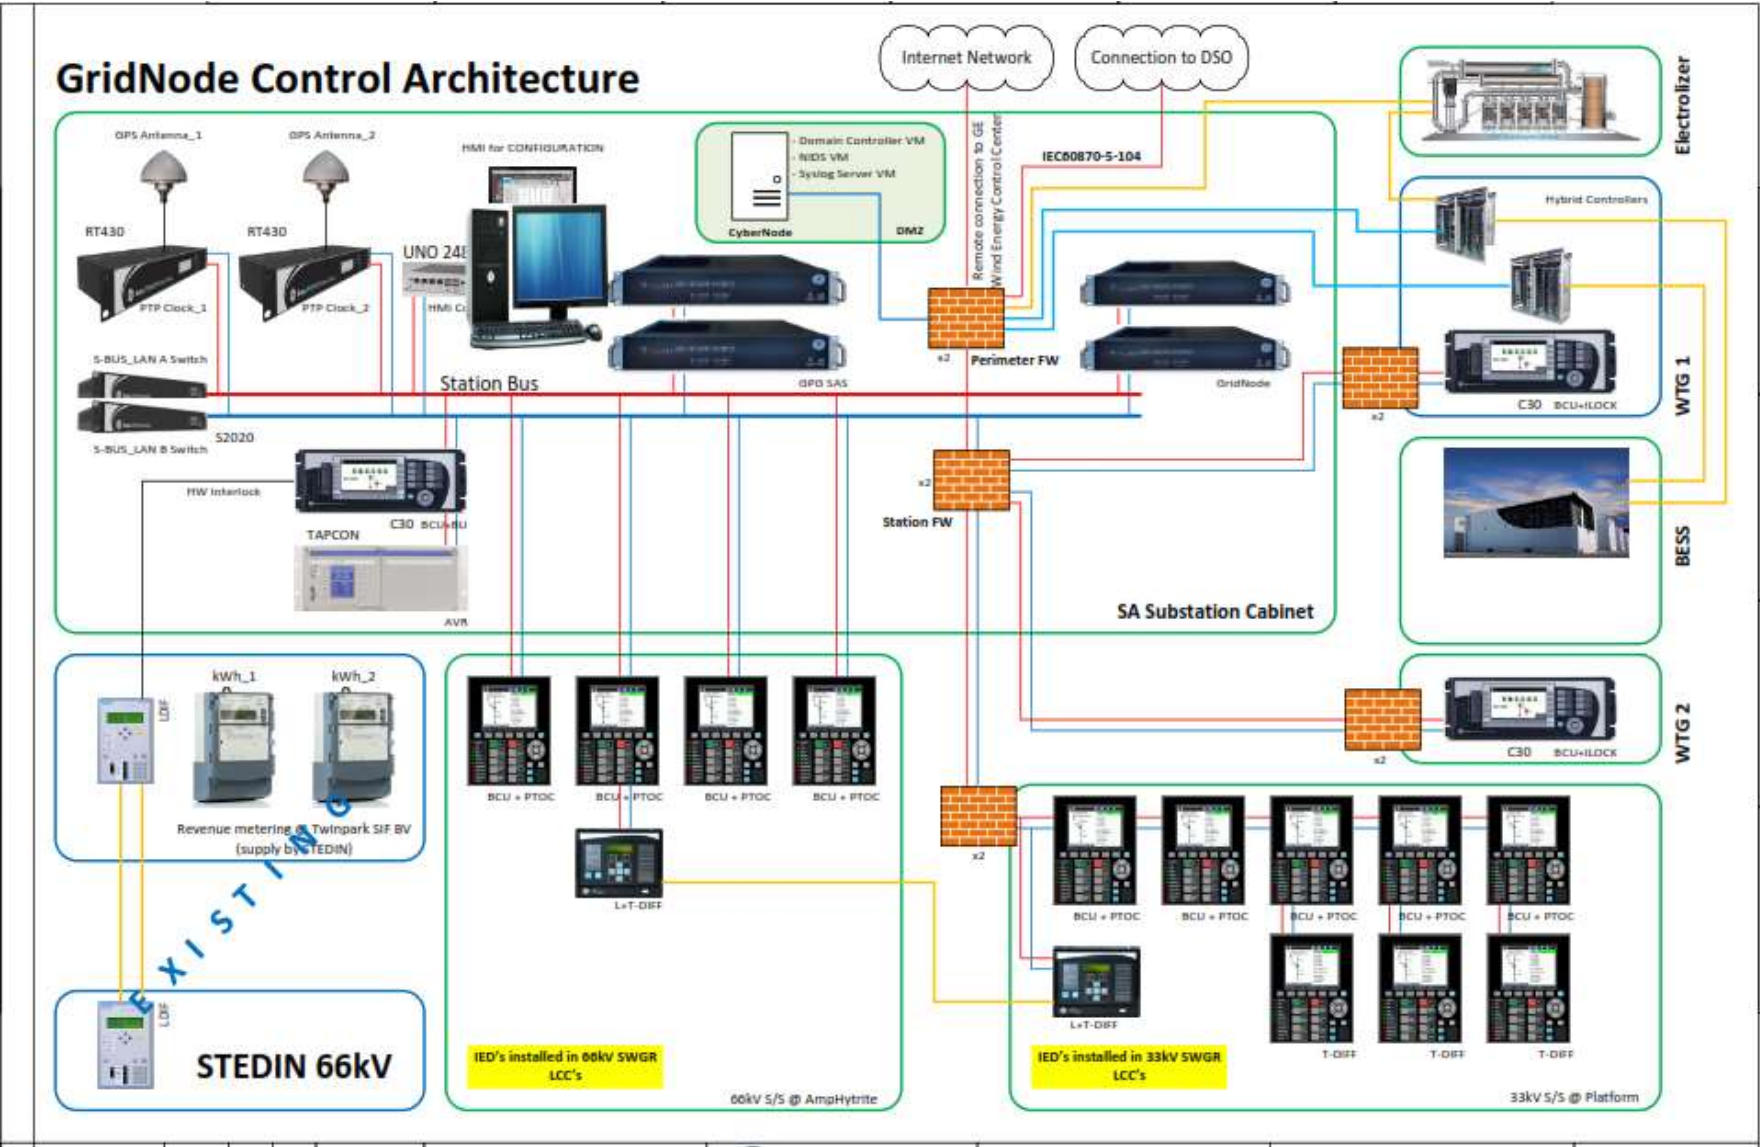 GridNode Control Architecture
Internet Network
Connection to DSO
Electrolizer
GPS Antenna_1
GPS Antenna_2
HMI for CONFIGURATION
- Domain Controller VM
- NIDS VM
- Syslog Server VM
CyberNode
DMZ
Remote connection to GE
Wind Energy Control Center
IEC60870-5-104
Hybrid Controllers
RT430
RT430
UNO 248
PTP Clock_1
PTP Clock_2
S-BUS_LAN A Switch
Station Bus
GPG SAS
x2
Perimeter FW
GridNode
x2
C30 BCU+ILOCK
WTG 1
S2020
S-BUS_LAN B Switch
HW Interlock
C30
TAPCON
AVR
x2
Station FW
SA Substation Cabinet
BESS
kWh_1
kWh_2
LDIF
Revenue metering @ Twinpark SIF BV
(supply by STEDIN)
EXISTING
LDIF
STEDIN 66kV
BCU + PTOC
BCU + PTOC
BCU + PTOC
BCU + PTOC
L+T-DIFF
IED's installed in 66kV SWGR
LCC's
66kV S/S @ AmpHytrite
x2
C30 BCU+ILOCK
WTG 2
x2
BCU + PTOC
BCU + PTOC
BCU + PTOC
BCU + PTOC
BCU + PTOC
L+T-DIFF
T-DIFF
T-DIFF
T-DIFF
IED's installed in 33kV SWGR
LCC's
33kV S/S @ Platform